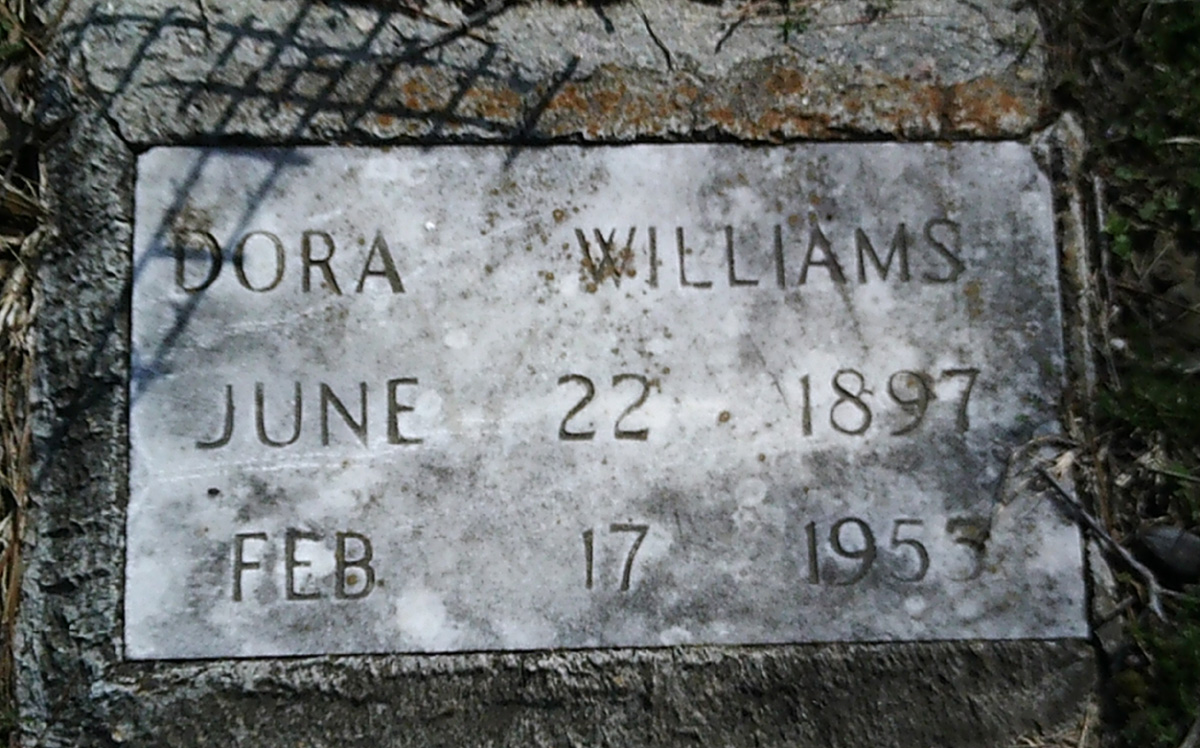 DORA WILLIAMS
JUNE 22 1897
FEB 17 1953